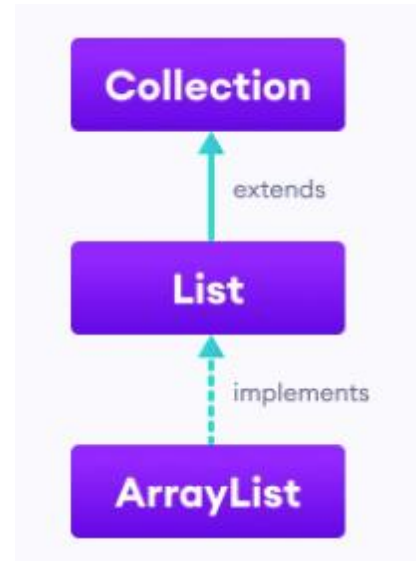 Collection
extends
List
implements
ArrayList